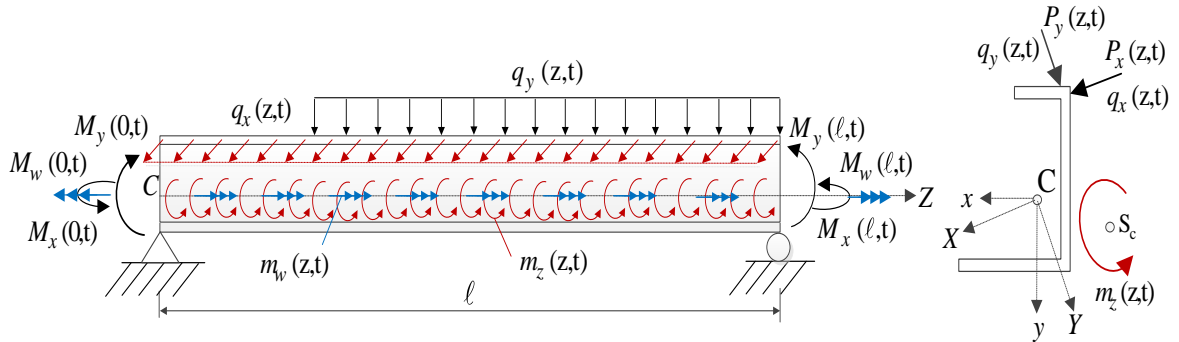 q_y (z,t)
q_x (z,t)
M_y (0,t)
M_w (0,t)
C
M_x (0,t)
M_y (ℓ,t)
M_w (ℓ,t)
Z
M_x (ℓ,t)
m_w (z,t)
m_z (z,t)
ℓ
P_y (z,t)
q_y (z,t)
P_x (z,t)
q_x (z,t)
C
x
X
S_c
m_z (z,t)
y
Y